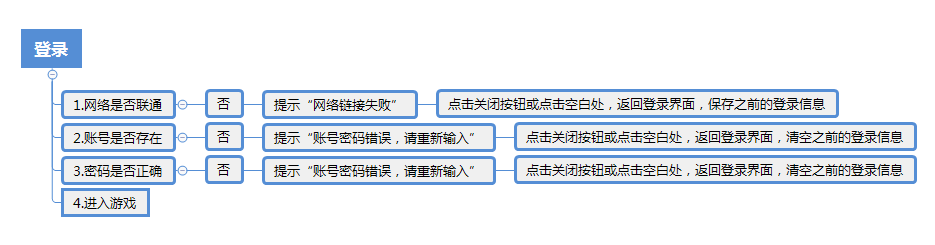 登录
1.网络是否联通 否 提示“网络链接失败” 点击关闭按钮或点击空白处，返回登录界面，保存之前的登录信息
2.账号是否存在 否 提示“账号密码错误，请重新输入” 点击关闭按钮或点击空白处，返回登录界面，清空之前的登录信息
3.密码是否正确 否 提示“账号密码错误，请重新输入” 点击关闭按钮或点击空白处，返回登录界面，清空之前的登录信息
4.进入游戏